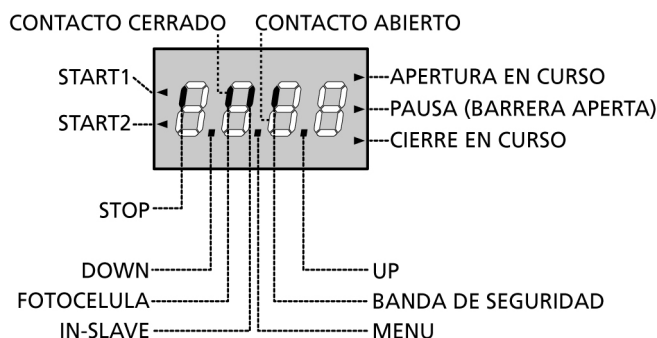 CONTACTO CERRADO
CONTACTO ABIERTO
START1
START2
APERTURA EN CURSO
PAUSA (BARRERA APERTA)
CIERRE EN CURSO
STOP
DOWN
UP
FOTOCELULA
BANDA DE SEGURIDAD
IN-SLAVE
MENU